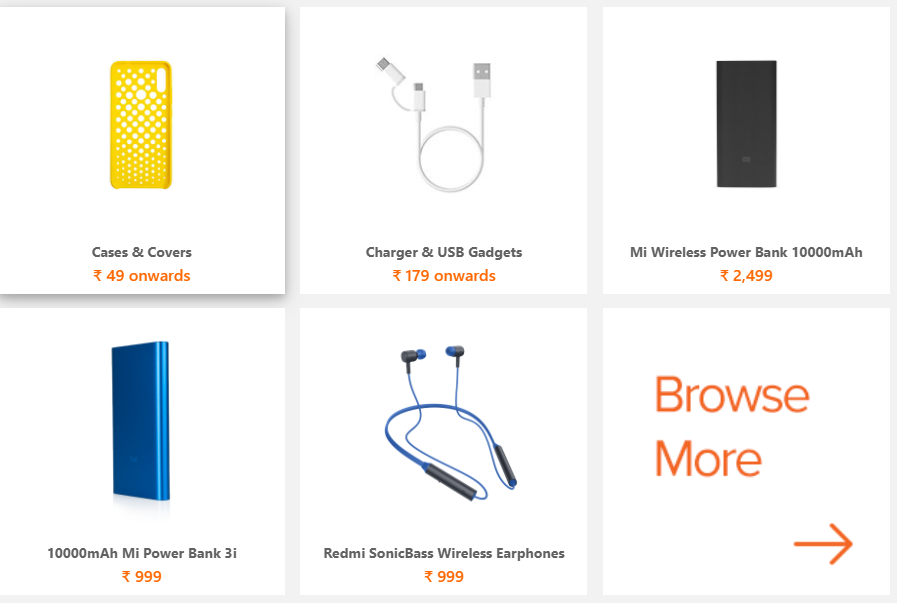 Cases & Covers
₹ 49 onwards
Charger & USB Gadgets
₹ 179 onwards
Mi Wireless Power Bank 10000mAh
₹ 2,499
10000mAh Mi Power Bank 3i
₹ 999
Redmi SonicBass Wireless Earphones
₹ 999
Browse
More